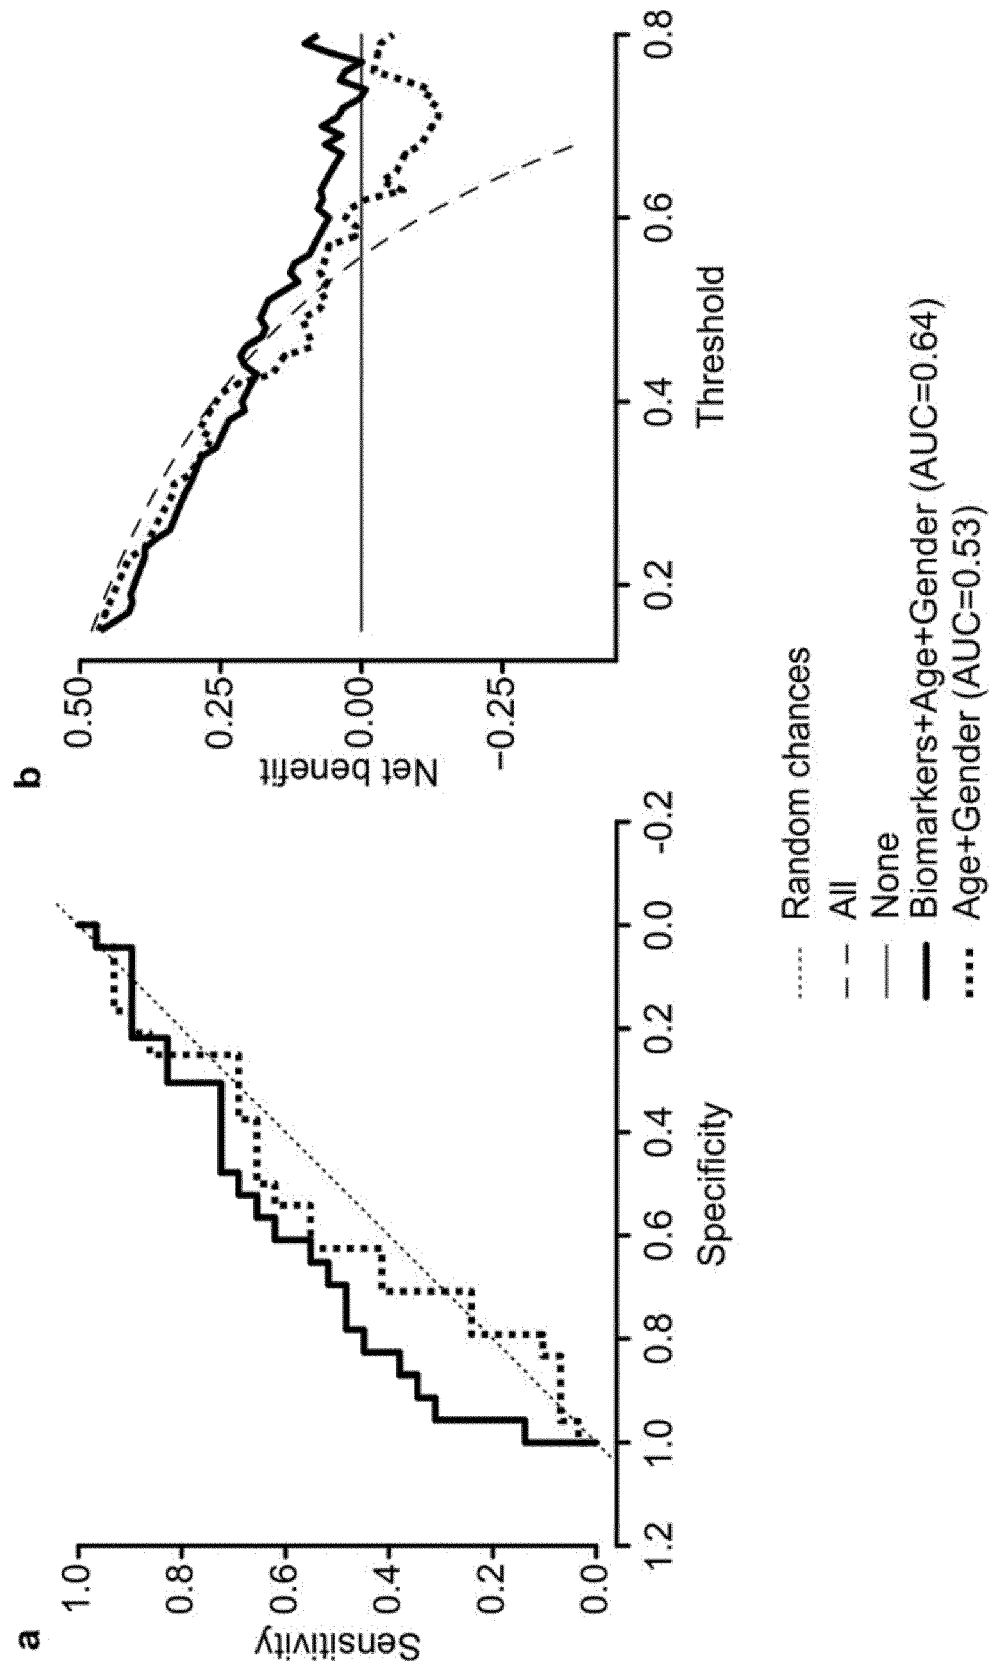 a
Sensitivity
1.0
0.8
0.6
0.4
0.2
0.0
1.2
1.0
0.8
0.6
0.4
0.2
0.0
-0.2
Specificity
b
Net benefit
0.50
0.25
0.00
−0.25
0.2
0.4
0.6
0.8
Threshold
Random chances
All
None
Biomarkers+Age+Gender (AUC=0.64)
Age+Gender (AUC=0.53)